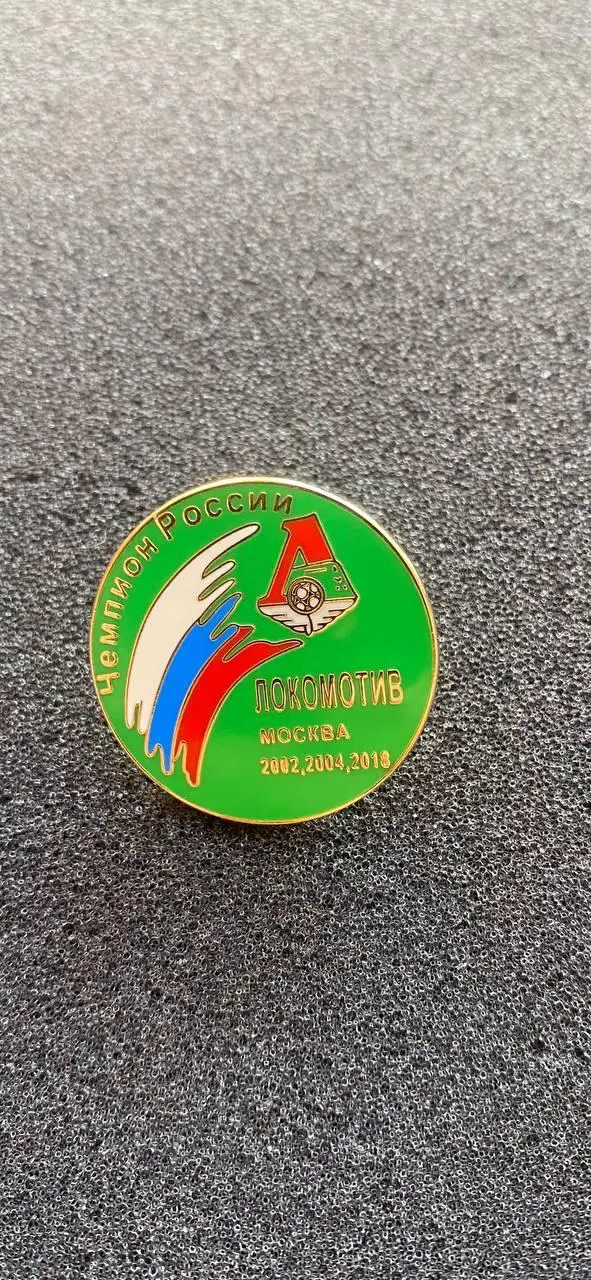 Чемпион России
ЛОКОМОТИВ
МОСКВА
2002,2004,2018